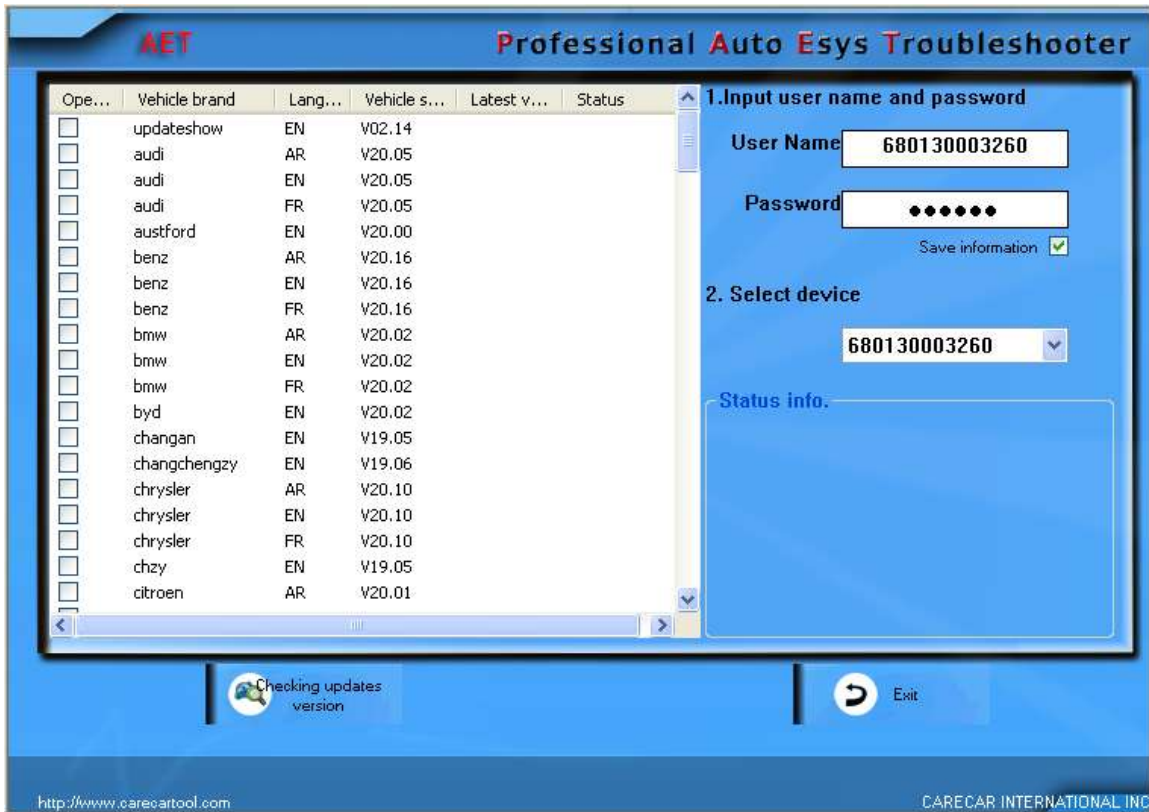 AET
Professional Auto Esys Troubleshooter
Ope... Vehicle brand Lang... Vehicle s... Latest v... Status
updateshow EN V02.14
audi AR V20.05
audi EN V20.05
audi FR V20.05
austford EN V20.00
benz AR V20.16
benz EN V20.16
benz FR V20.16
bmw AR V20.02
bmw EN V20.02
bmw FR V20.02
byd EN V20.02
changan EN V19.05
changchengzy EN V19.06
chrysler AR V20.10
chrysler EN V20.10
chrysler FR V20.10
chzy EN V19.05
citroen AR V20.01
1.Input user name and password
User Name 680130003260
Password ●●●●●●
Save information
2. Select device
680130003260
Status info.
Checking updates
version
Exit
http://www.carecartool.com
CARECAR INTERNATIONAL INC